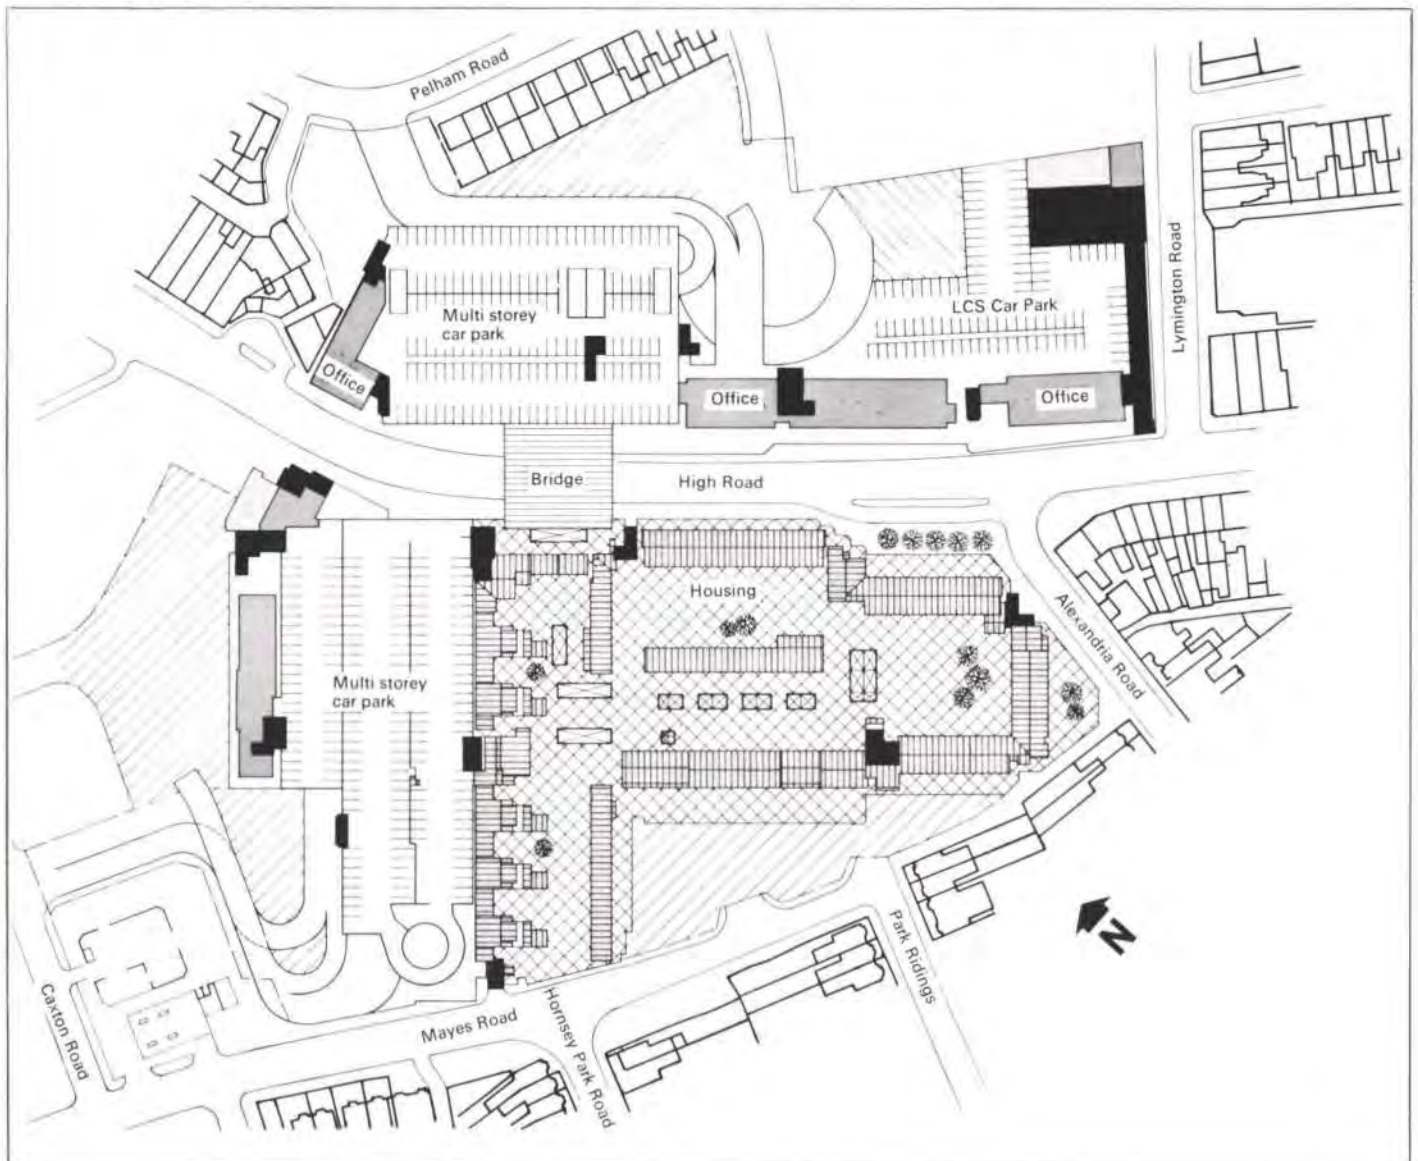 Pelham Road
Multi storey
car park
LCS Car Park
Lymington Road
Office
Office
Office
Bridge
High Road
Housing
Alexandria Road
Multi storey
car park
N
Park Ridings
Caxton Road
Mayes Road
Hornsey Park Road